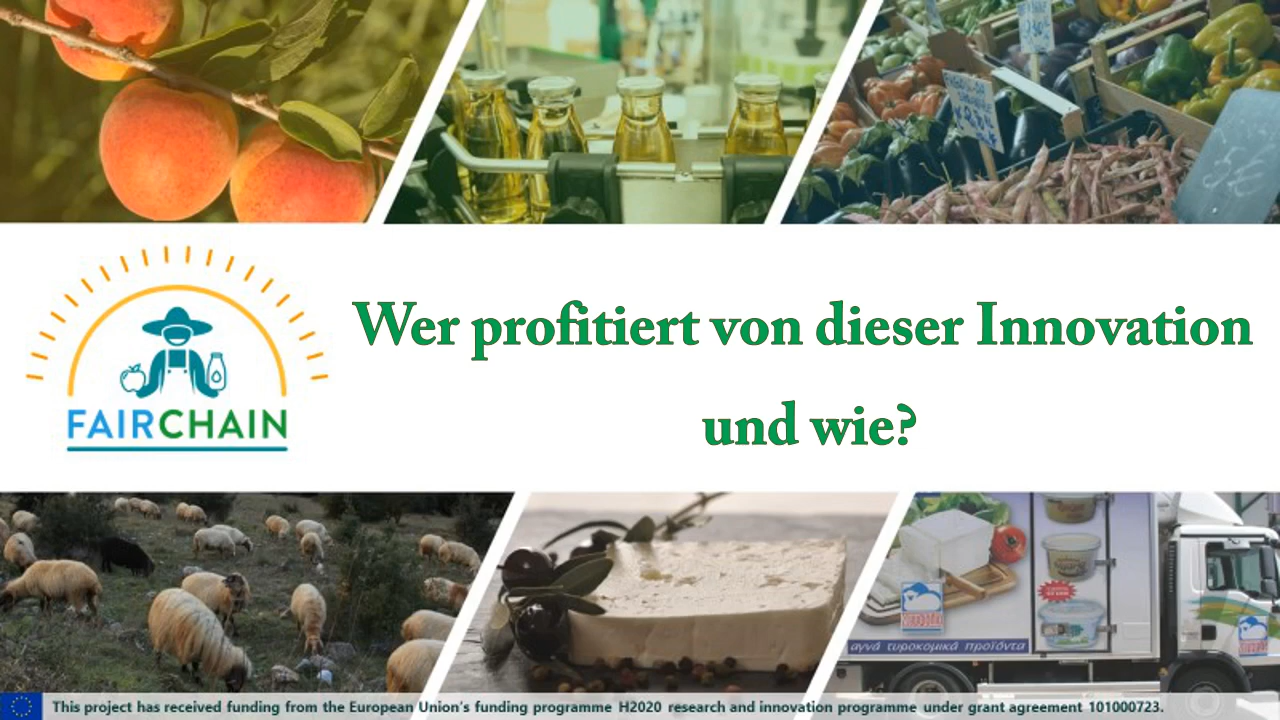 FAIRCHAIN
Wer profitiert von dieser Innovation
und wie?
αγνά τυροκομικά προϊόντα
This project has received funding from the European Union's funding programme H2020 research and innovation programme under grant agreement 101000723.